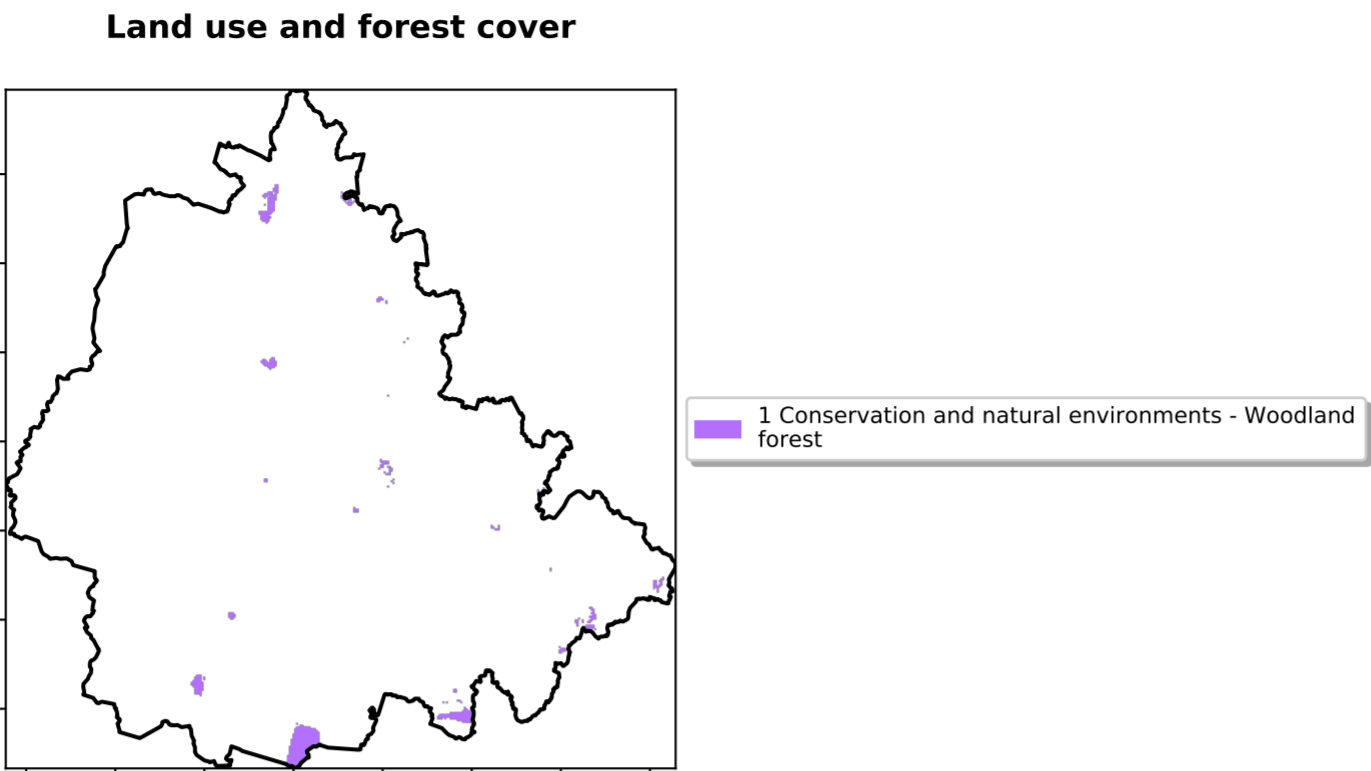 Land use and forest cover
1 Conservation and natural environments - Woodland
forest